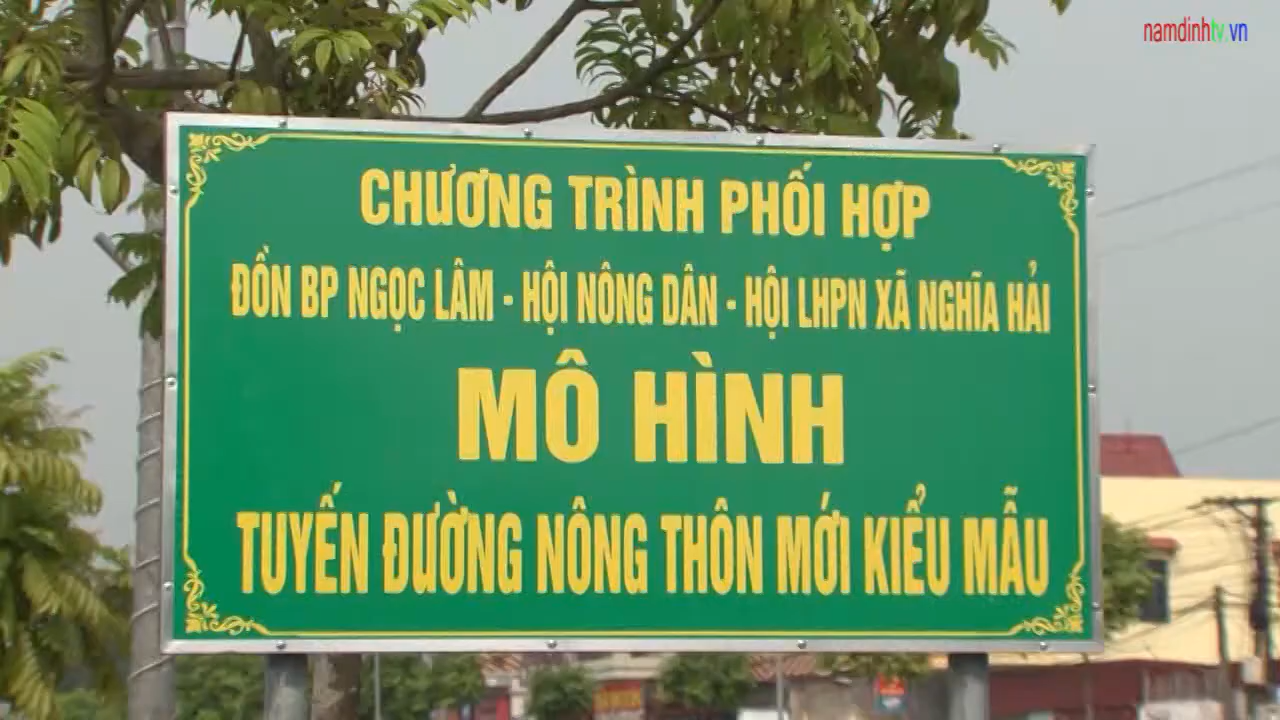 namdinhtv.vn
CHƯƠNG TRÌNH PHỐI HỢP
ĐỒN BP NGỌC LÂM - HỘI NÔNG DÂN - HỘI LHPN XÃ NGHĨA HẢI
MÔ HÌNH
TUYẾN ĐƯỜNG NÔNG THÔN MỚI KIỂU MẪU